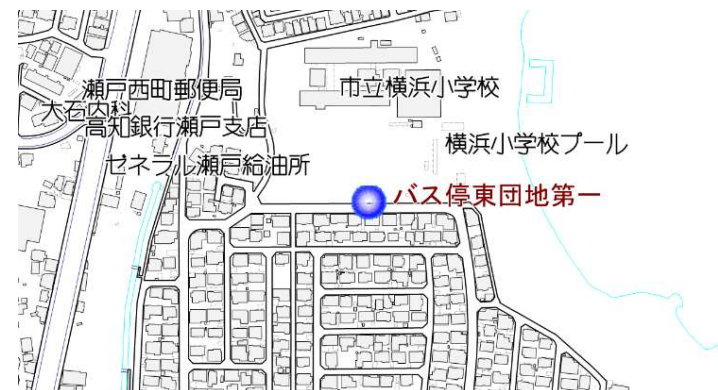 瀬戸西町郵便局
大石内科
高知銀行瀬戸支店
ゼネラル瀬戸給油所
市立横浜小学校
横浜小学校プール
バス停東団地第一